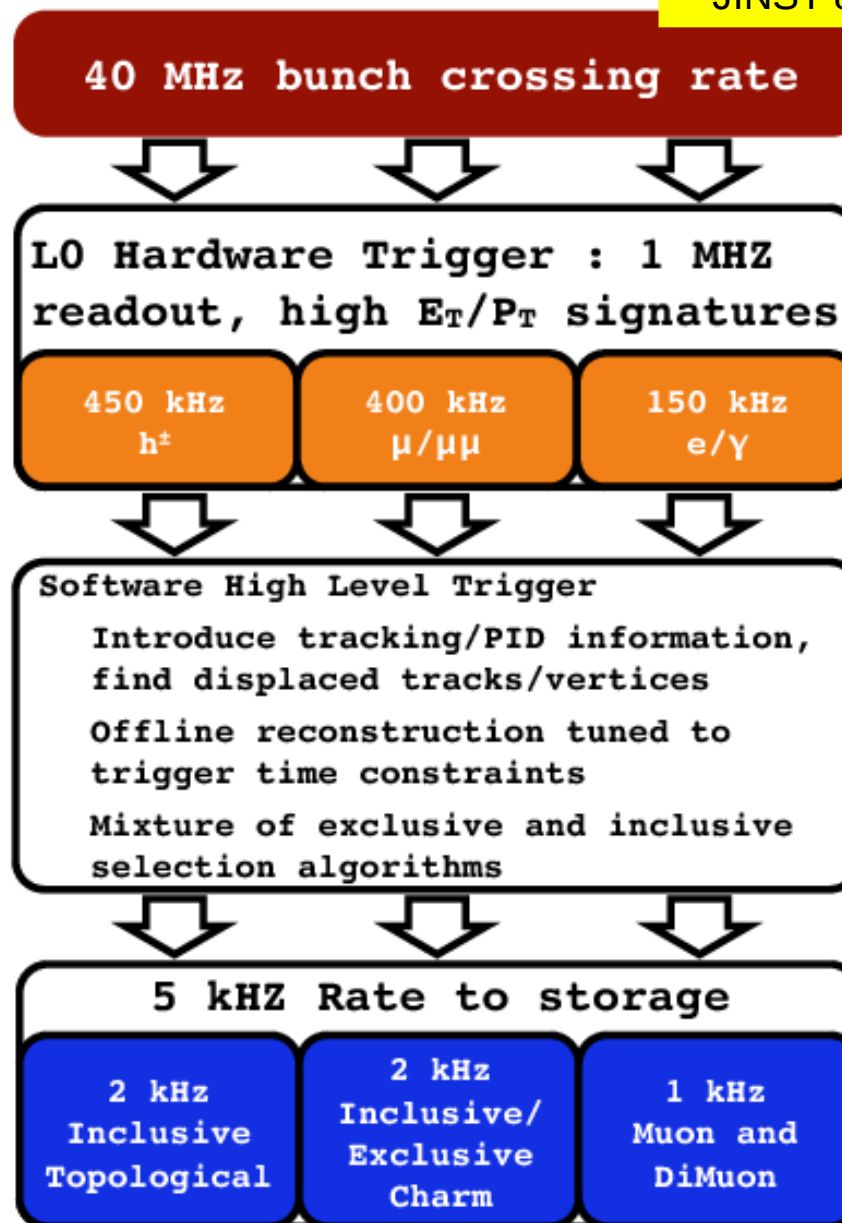 JINST
40 MHz bunch crossing rate
L0 Hardware Trigger : 1 MHZ
readout, high ET/PT signatures
450 kHz
h±
400 kHz
μ/μμ
150 kHz
e/γ
Software High Level Trigger
Introduce tracking/PID information,
find displaced tracks/vertices
Offline reconstruction tuned to
trigger time constraints
Mixture of exclusive and inclusive
selection algorithms
5 kHZ Rate to storage
2 kHz
Inclusive
Topological
2 kHz
Inclusive/
Exclusive
Charm
1 kHz
Muon and
DiMuon